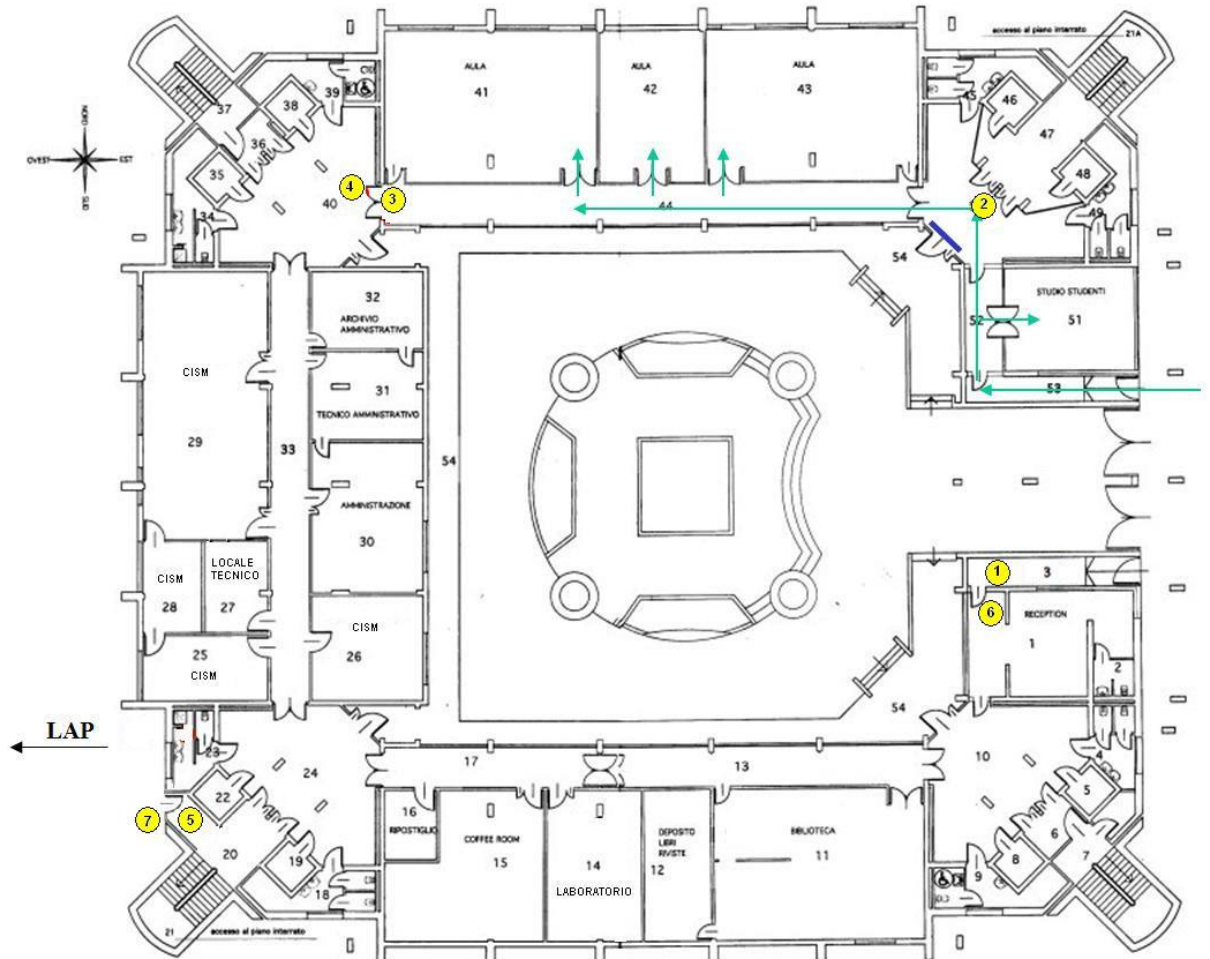 accesso al piano interrato
21A
37
38
39
AULA
41
AULA
42
AULA
43
45
46
47
NORD
OVEST
EST
SUD
36
35
4
3
40
44
2
48
34
49
54
32
ARCHIVIO
AMMINISTRATIVO
52
STUDIO STUDENTI
51
CISM
31
TECNICO AMMINISTRATIVO
53
29
33
54
AMMINISTRAZIONE
30
CISM
28
LOCALE
TECNICO
27
1
3
6
RECEPTION
1
CISM
26
25
CISM
2
54
LAP
23
24
17
13
10
4
22
5
7
5
16
RIPOSTIGLIO
COFFEE ROOM
15
14
LABORATORIO
DEPOSITO
LIBRI
RIVISTE
12
BIBLIOTECA
11
6
20
19
8
7
18
9
21
accesso al piano interrato